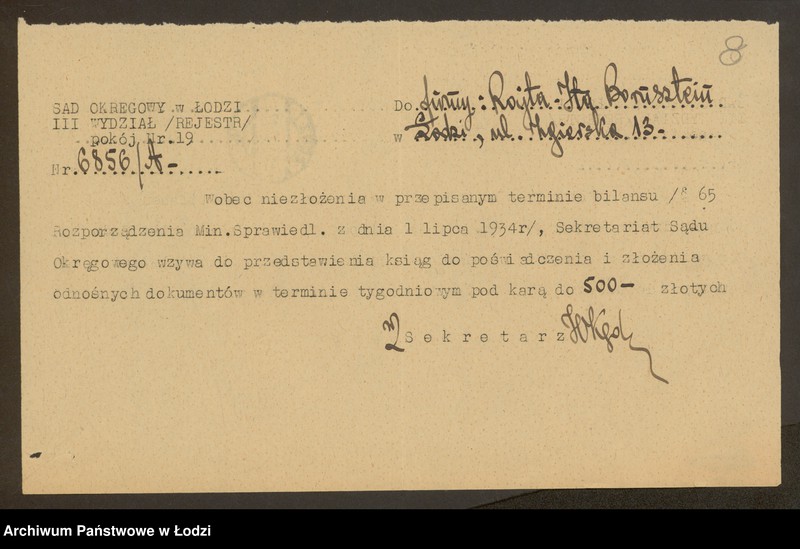 8
SĄD OKRĘGOWY w ŁODZI
III WYDZIAŁ /REJESTR/
pokój Nr.19
Nr. 6856/A-
Do firmy: Rojta-Ita Borusztein
w Łodzi, ul. Zgierska 13-
Wobec niezłożenia w przepisanym terminie bilansu /§ 65
Rozporządzenia Min.Sprawiedl. z dnia 1 lipca 1934r/, Sekretariat Sądu
Okręgowego wzywa do przedstawienia ksiąg do poświadczenia i złożenia
odnośnych dokumentów w terminie tygodniowym pod karą do 500- złotych
Sekretarz
Archiwum Państwowe w Łodzi